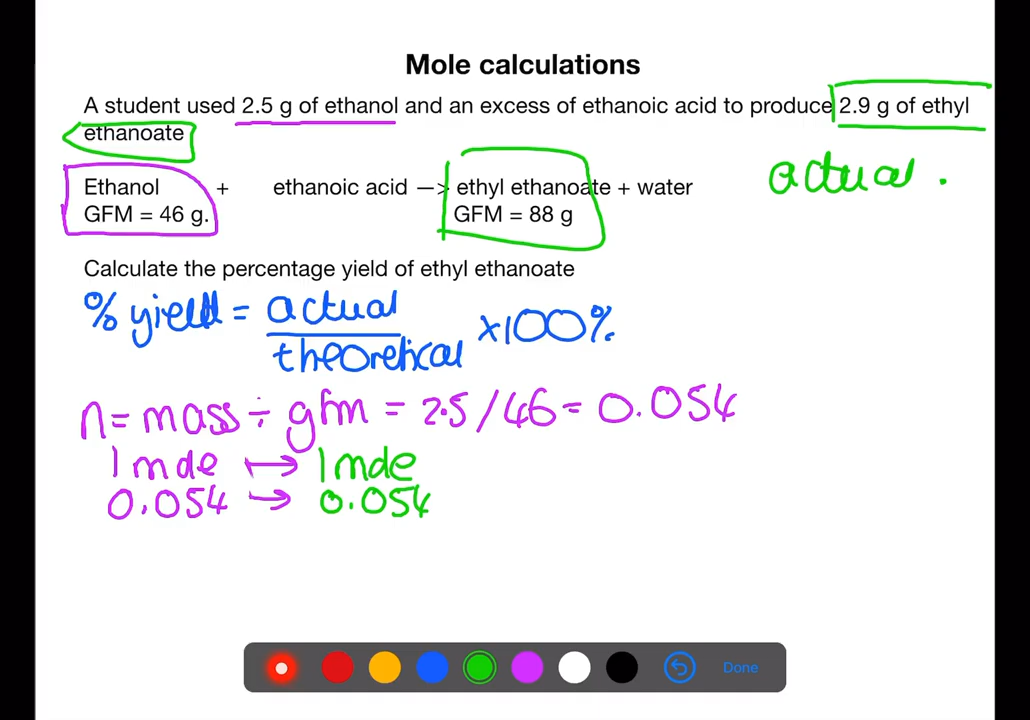 Mole calculations
A student used 2.5 g of ethanol and an excess of ethanoic acid to produce 2.9 g of ethyl
ethanoate
actual .
Ethanol + ethanoic acid —> ethyl ethanoate + water
GFM = 46 g. GFM = 88 g
Calculate the percentage yield of ethyl ethanoate
% yield = actual
theoretical ×100%
n = mass ÷ gfm = 2.5/46 = 0.054
1 mole → 1 mole
0.054 → 0.054
Done